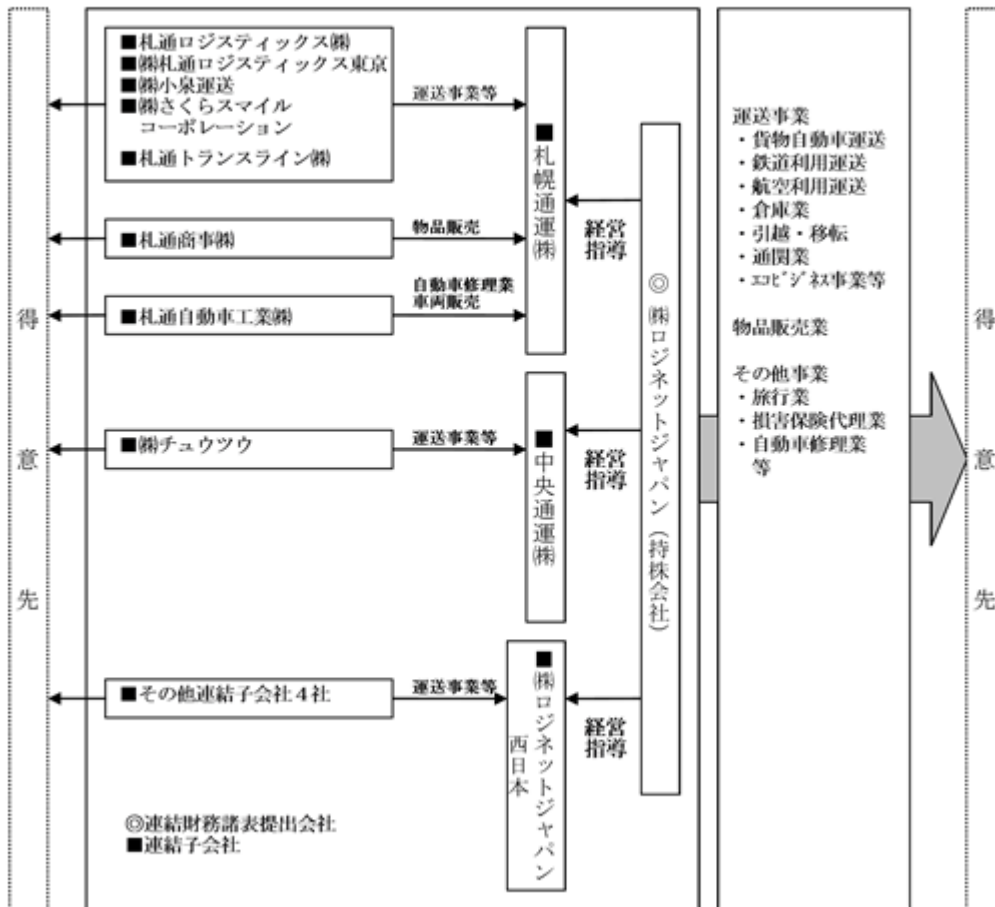 得意先
■札通ロジスティックス㈱
■㈱札通ロジスティックス東京
■㈱小泉運送
■㈱さくらスマイル
コーポレーション
■札通トランスライン㈱
運送事業等
■札通商事㈱
物品販売
■札通自動車工業㈱
自動車修理業
車両販売
■札幌通運㈱
経営
指導
■㈱チュウツウ
運送事業等
■中央通運㈱
経営
指導
■その他連結子会社４社
運送事業等
■㈱ロジネットジャパン
西日本
経営
指導
◎㈱ロジネットジャパン（持株会社）
◎連結財務諸表提出会社
■連結子会社
運送事業
・貨物自動車運送
・鉄道利用運送
・航空利用運送
・倉庫業
・引越・移転
・通関業
・ｴｺﾋﾞｼﾞﾈｽ事業等
物品販売業
その他事業
・旅行業
・損害保険代理業
・自動車修理業
等
得意先